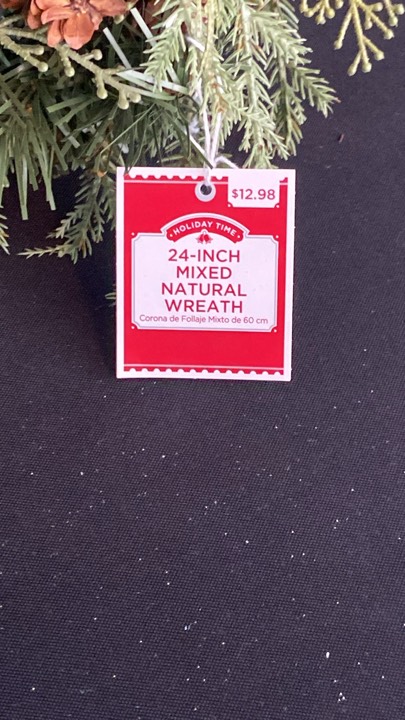 $12.98
HOLIDAY TIME
24-INCH
MIXED
NATURAL
WREATH
Corona de Follaje Mixto de 60 cm